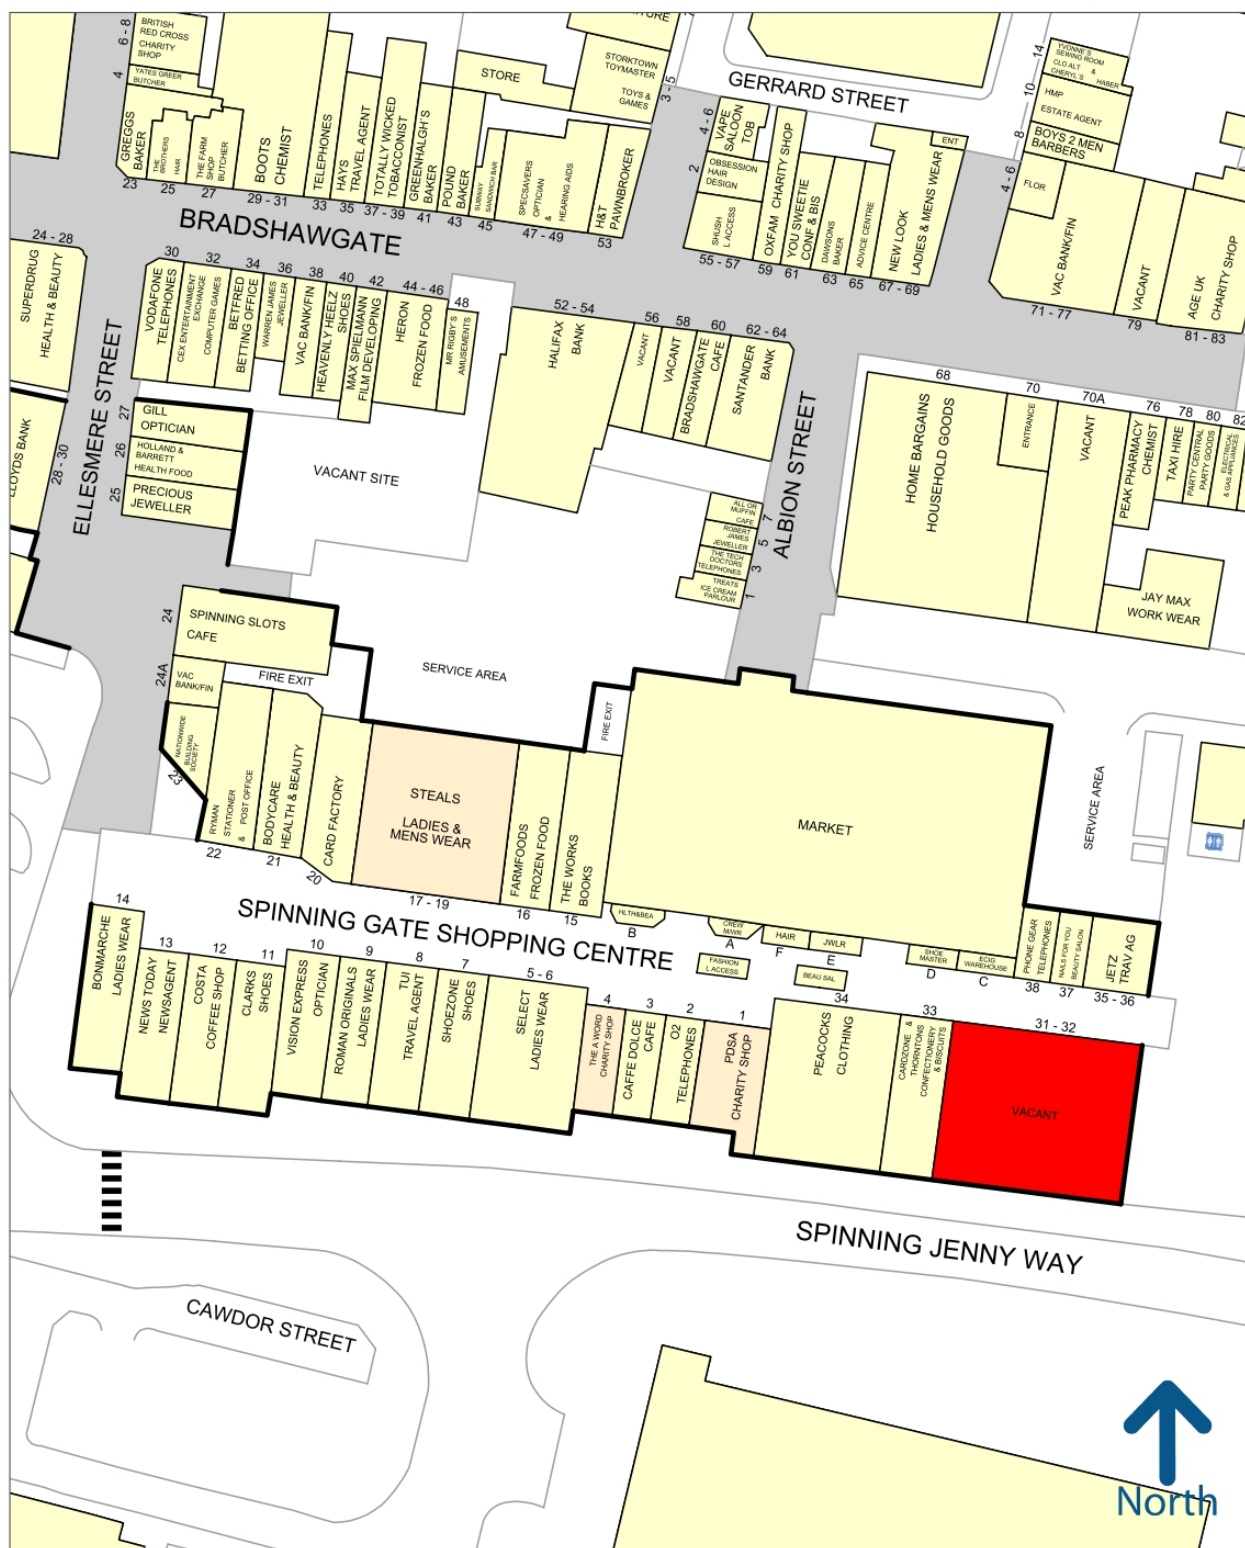 6 - 8
BRITISH
RED CROSS
CHARITY
SHOP
4
YATES GREER
BUTCHER
GREGGS
BAKER
23
THE
BROTHERS
HAIR
25
THE FARM
SHOP
BUTCHER
27
BOOTS
CHEMIST
29 - 31
TELEPHONES
33
HAYS
TRAVEL AGENT
35
TOTALLY WICKED
TOBACCONIST
37 - 39
GREENHALGH'S
BAKER
41
POUND
BAKER
43
STORE
SUBWAY
SANDWICH BAR
45
SPECSAVERS
OPTICIAN
&
HEARING AIDS
47 - 49
H&T
PAWNBROKER
53
STORKTOWN
TOYMASTER
TOYS &
GAMES
3 - 5
GERRARD STREET
4 - 6
VAPE
SALOON
TOB
2
OBSESSION
HAIR
DESIGN
SHUSH
L ACCESS
55 - 57
OXFAM CHARITY SHOP
59
YOU SWEETIE
CONF & BIS
61
DAWSONS
BAKER
63
ADVICE CENTRE
65
NEW LOOK
LADIES & MENS WEAR
67 - 69
ENT
14
YVONNE'S
SEWING ROOM
CLO ALT &
CHERYL'S HABER
10
HMP
ESTATE AGENT
8
BOYS 2 MEN
BARBERS
4 - 6
FLOR
VAC BANK/FIN
71 - 77
VACANT
79
AGE UK
CHARITY SHOP
81 - 83
BRADSHAWGATE
24 - 28
SUPERDRUG
HEALTH & BEAUTY
30
VODAFONE
TELEPHONES
32
CEX ENTERTAINMENT
EXCHANGE
COMPUTER GAMES
34
BETFRED
BETTING OFFICE
36
WARREN JAMES
JEWELLER
38
VAC BANK/FIN
40
HEAVENLY HEELZ
SHOES
42
MAX SPIELMANN
FILM DEVELOPING
44 - 46
HERON
FROZEN FOOD
48
MR RIGBY'S
AMUSEMENTS
52 - 54
HALIFAX
BANK
56
VACANT
58
VACANT
60
BRADSHAWGATE
CAFE
62 - 64
SANTANDER
BANK
68
HOME BARGAINS
HOUSEHOLD GOODS
70
ENTRANCE
70A
VACANT
76
PEAK PHARMACY
CHEMIST
78
TAXI HIRE
80
PARTY CENTRAL
PARTY GOODS
82
ELECTRICAL
& GAS APPLIANCES
JAY MAX
WORK WEAR
ELLESMERE STREET
LLOYDS BANK
28 - 30
27
GILL
OPTICIAN
26
HOLLAND &
BARRETT
HEALTH FOOD
25
PRECIOUS
JEWELLER
VACANT SITE
ALBION STREET
ALL OR
MUFFIN
CAFE
7
ROBERT
JAMES
JEWELLER
5
THE TECH
DOCTORS
TELEPHONES
3
TREATS
ICE CREAM
PARLOUR
1
24
SPINNING SLOTS
CAFE
24A
VAC
BANK/FIN
FIRE EXIT
SERVICE AREA
FIRE EXIT
NATIONWIDE
BUILDING
SOCIETY
23
RYMAN
STATIONER
& POST OFFICE
22
BODYCARE
HEALTH & BEAUTY
21
CARD FACTORY
20
STEALS
LADIES &
MENS WEAR
17 - 19
FARMFOODS
FROZEN FOOD
16
THE WORKS
BOOKS
15
MARKET
SERVICE AREA
SPINNING GATE SHOPPING CENTRE
HLTH&BEA
B
CREW
M/WR
A
HAIR
F
JWLR
E
FASHION
L ACCESS
BEAU SAL
SHOE
MASTER
D
ECIG
WAREHOUSE
C
PHONE GEAR
TELEPHONES
38
NAILS FOR YOU
BEAUTY SALON
37
JETZ
TRAV AG
35 - 36
14
BONMARCHE
LADIES WEAR
13
NEWS TODAY
NEWSAGENT
12
COSTA
COFFEE SHOP
11
CLARKS
SHOES
10
VISION EXPRESS
OPTICIAN
9
ROMAN ORIGINALS
LADIES WEAR
8
TUI
TRAVEL AGENT
7
SHOEZONE
SHOES
5 - 6
SELECT
LADIES WEAR
4
THE A WORD
CHARITY SHOP
3
CAFFE DOLCE
CAFE
2
O2
TELEPHONES
1
PDSA
CHARITY SHOP
34
PEACOCKS
CLOTHING
33
CARDZONE &
THORNTONS
CONFECTIONERY
& BISCUITS
31 - 32
VACANT
SPINNING JENNY WAY
CAWDOR STREET
North